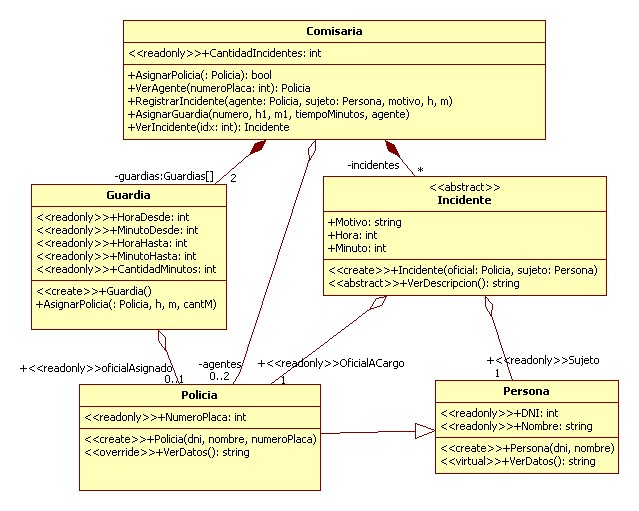 Comisaria
<<readonly>>+CantidadIncidentes: int
+AsignarPolicia(: Policia): bool
+VerAgente(numeroPlaca: int): Policia
+RegistrarIncidente(agente: Policia, sujeto: Persona, motivo, h, m)
+AsignarGuardia(numero, h1, m1, tiempoMinutos, agente)
+VerIncidente(idx: int): Incidente
-guardias:Guardias[]
2
-incidentes
*
Guardia
<<readonly>>+HoraDesde: int
<<readonly>>+MinutoDesde: int
<<readonly>>+HoraHasta: int
<<readonly>>+MinutoHasta: int
<<readonly>>+CantidadMinutos: int
<<create>>+Guardia()
+AsignarPolicia(: Policia, h, m, cantM)
<<abstract>>
Incidente
+Motivo: string
+Hora: int
+Minuto: int
<<create>>+Incidente(oficial: Policia, sujeto: Persona)
<<abstract>>+VerDescripcion(): string
+<<readonly>>oficialAsignado
0..1
-agentes
0..2
+<<readonly>>OficialACargo
1
+<<readonly>>Sujeto
1
Policia
<<readonly>>+NumeroPlaca: int
<<create>>+Policia(dni, nombre, numeroPlaca)
<<override>>+VerDatos(): string
Persona
<<readonly>>+DNI: int
<<readonly>>+Nombre: string
<<create>>+Persona(dni, nombre)
<<virtual>>+VerDatos(): string